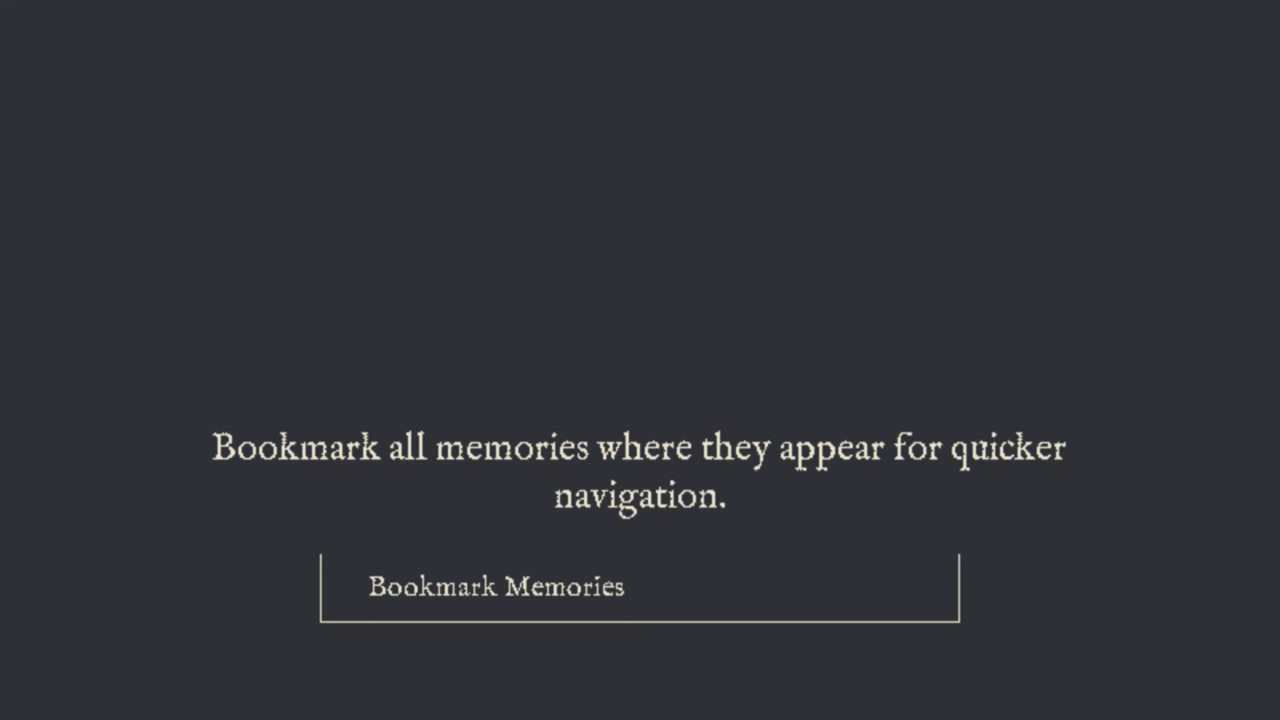 Bookmark all memories where they appear for quicker
navigation.
Bookmark Memories